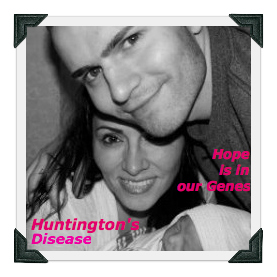 Hope
is in
our Genes
Huntington's
Disease